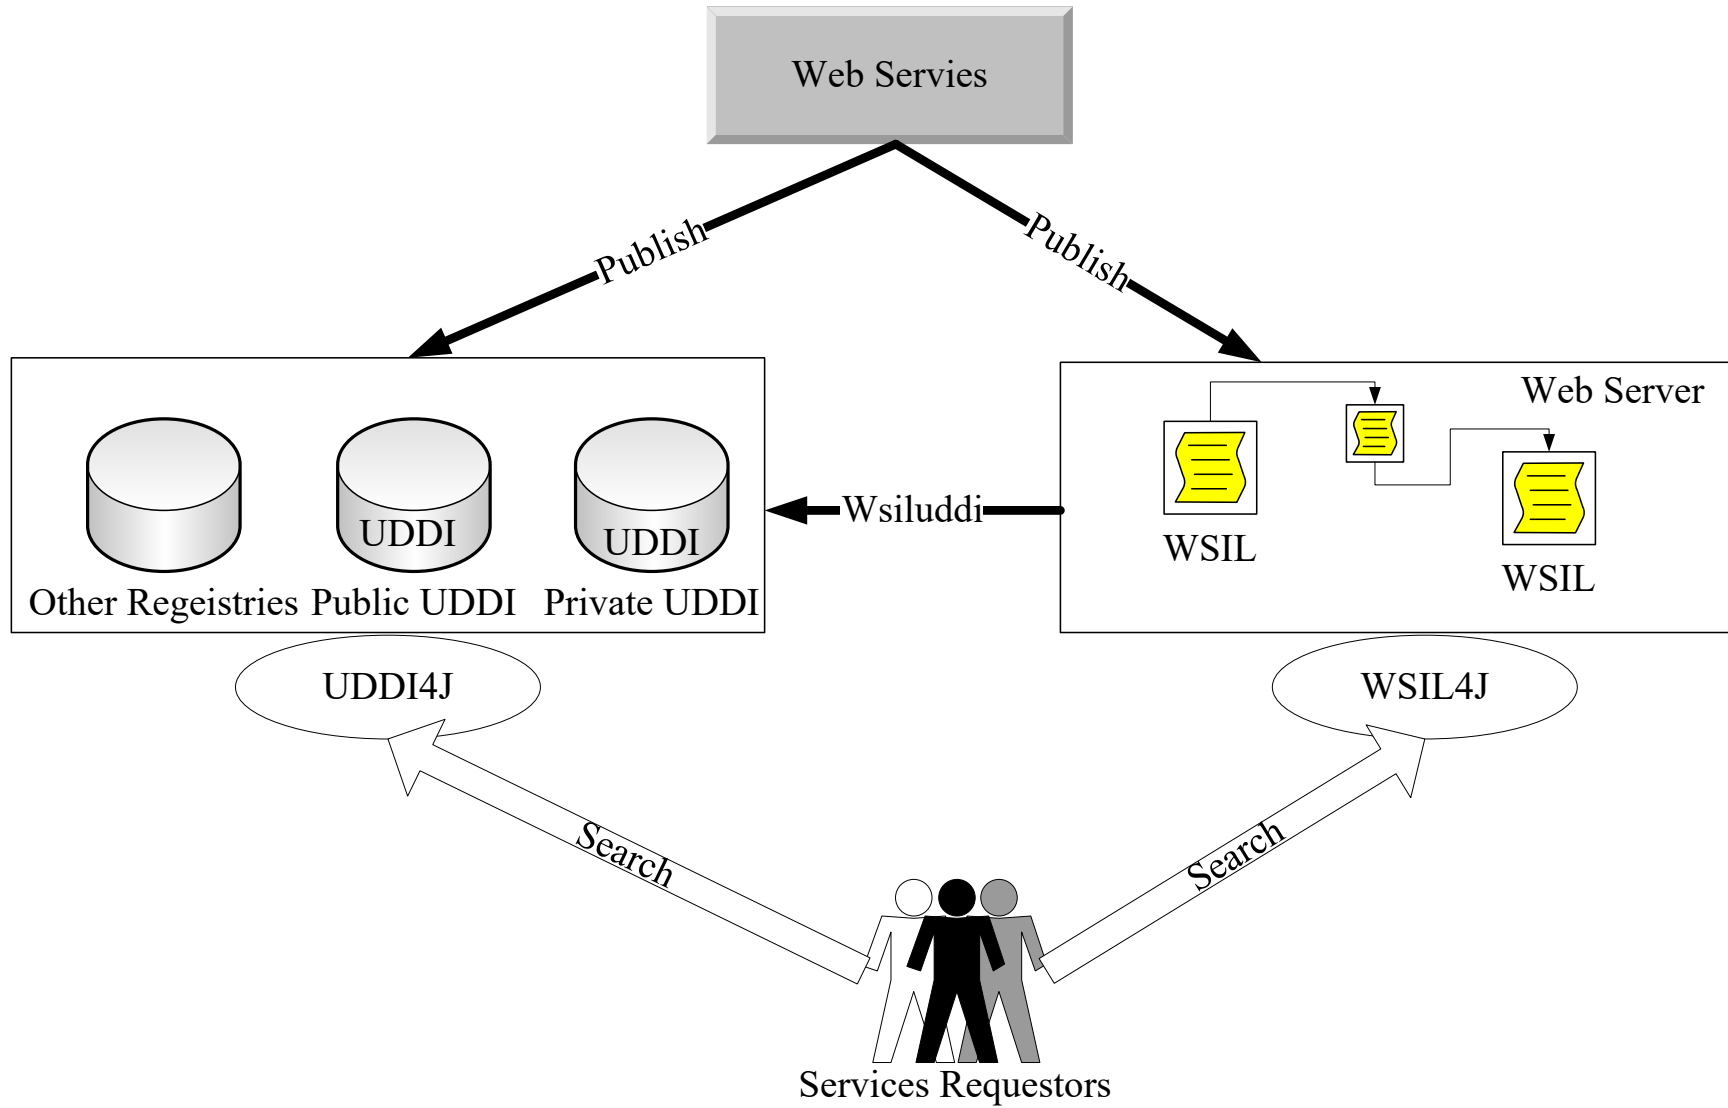 Web Servies
Publish
Publish
Web Server
UDDI
UDDI
Other Regeistries
Public UDDI
Private UDDI
Wsiluddi
WSIL
WSIL
UDDI4J
WSIL4J
Search
Search
Services Requestors